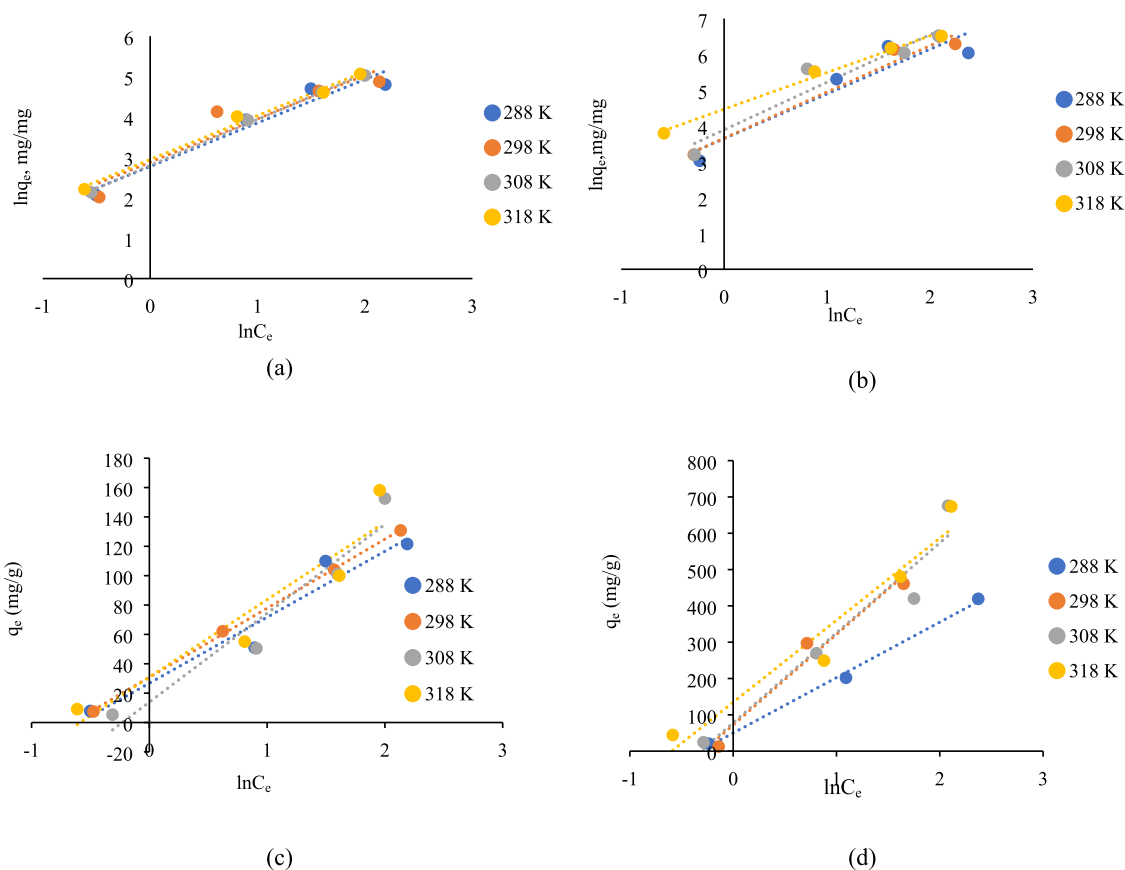 6
5
4
3
2
1
0
-1
0
1
2
3
lnqe, mg/mg
lnCe
288 K
298 K
308 K
318 K
(a)
7
6
5
4
3
2
1
0
-1
0
1
2
3
lnqe,mg/mg
lnCe
288 K
298 K
308 K
318 K
(b)
180
160
140
120
100
80
60
40
20
0
-20
-1
0
1
2
3
qe (mg/g)
lnCe
288 K
298 K
308 K
318 K
(c)
800
700
600
500
400
300
200
100
0
-1
0
1
2
3
qe (mg/g)
lnCe
288 K
298 K
308 K
318 K
(d)